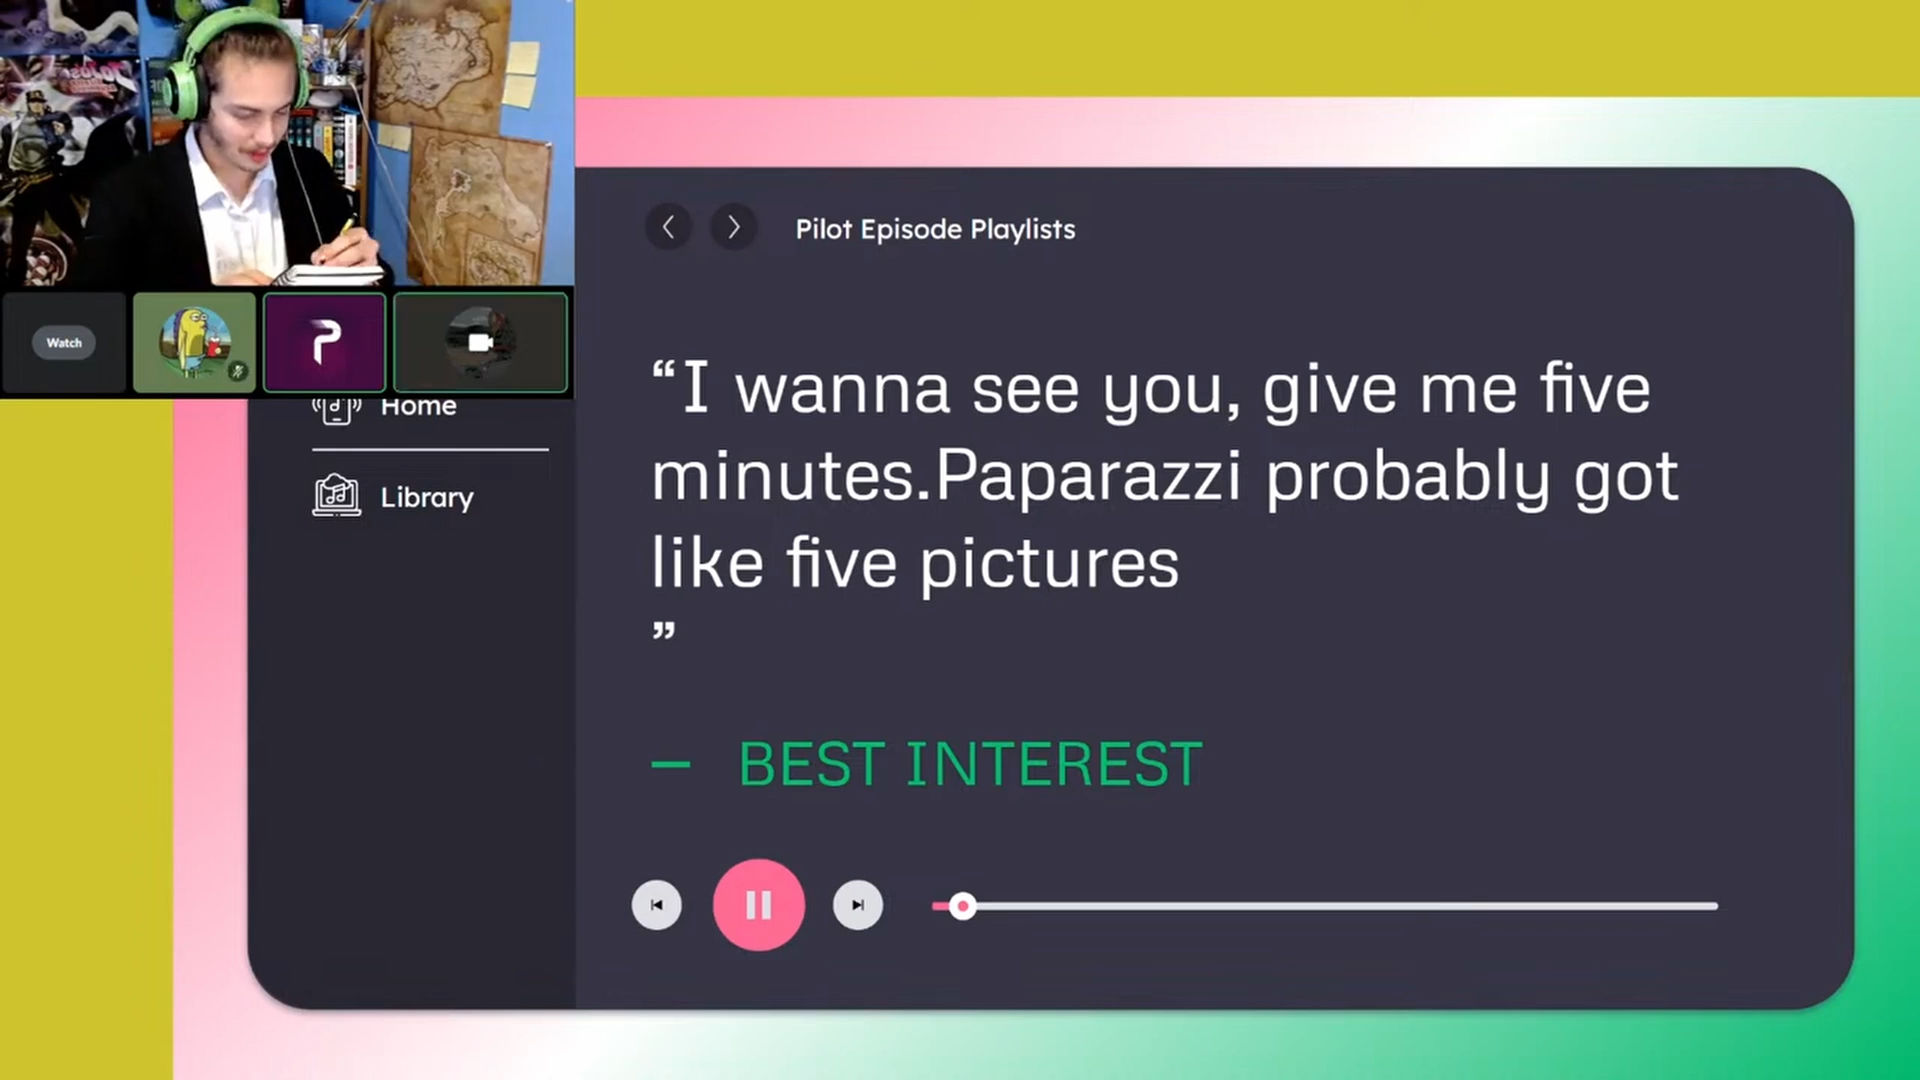 Pilot Episode Playlists
Watch
P
Home
Library
“I wanna see you, give me five
minutes.Paparazzi probably got
like five pictures
”
– BEST INTEREST